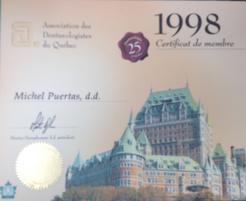 Association des
Denturologistes
du Québec
1998
Certificat de membre
25
Michel Puertas, d.d.